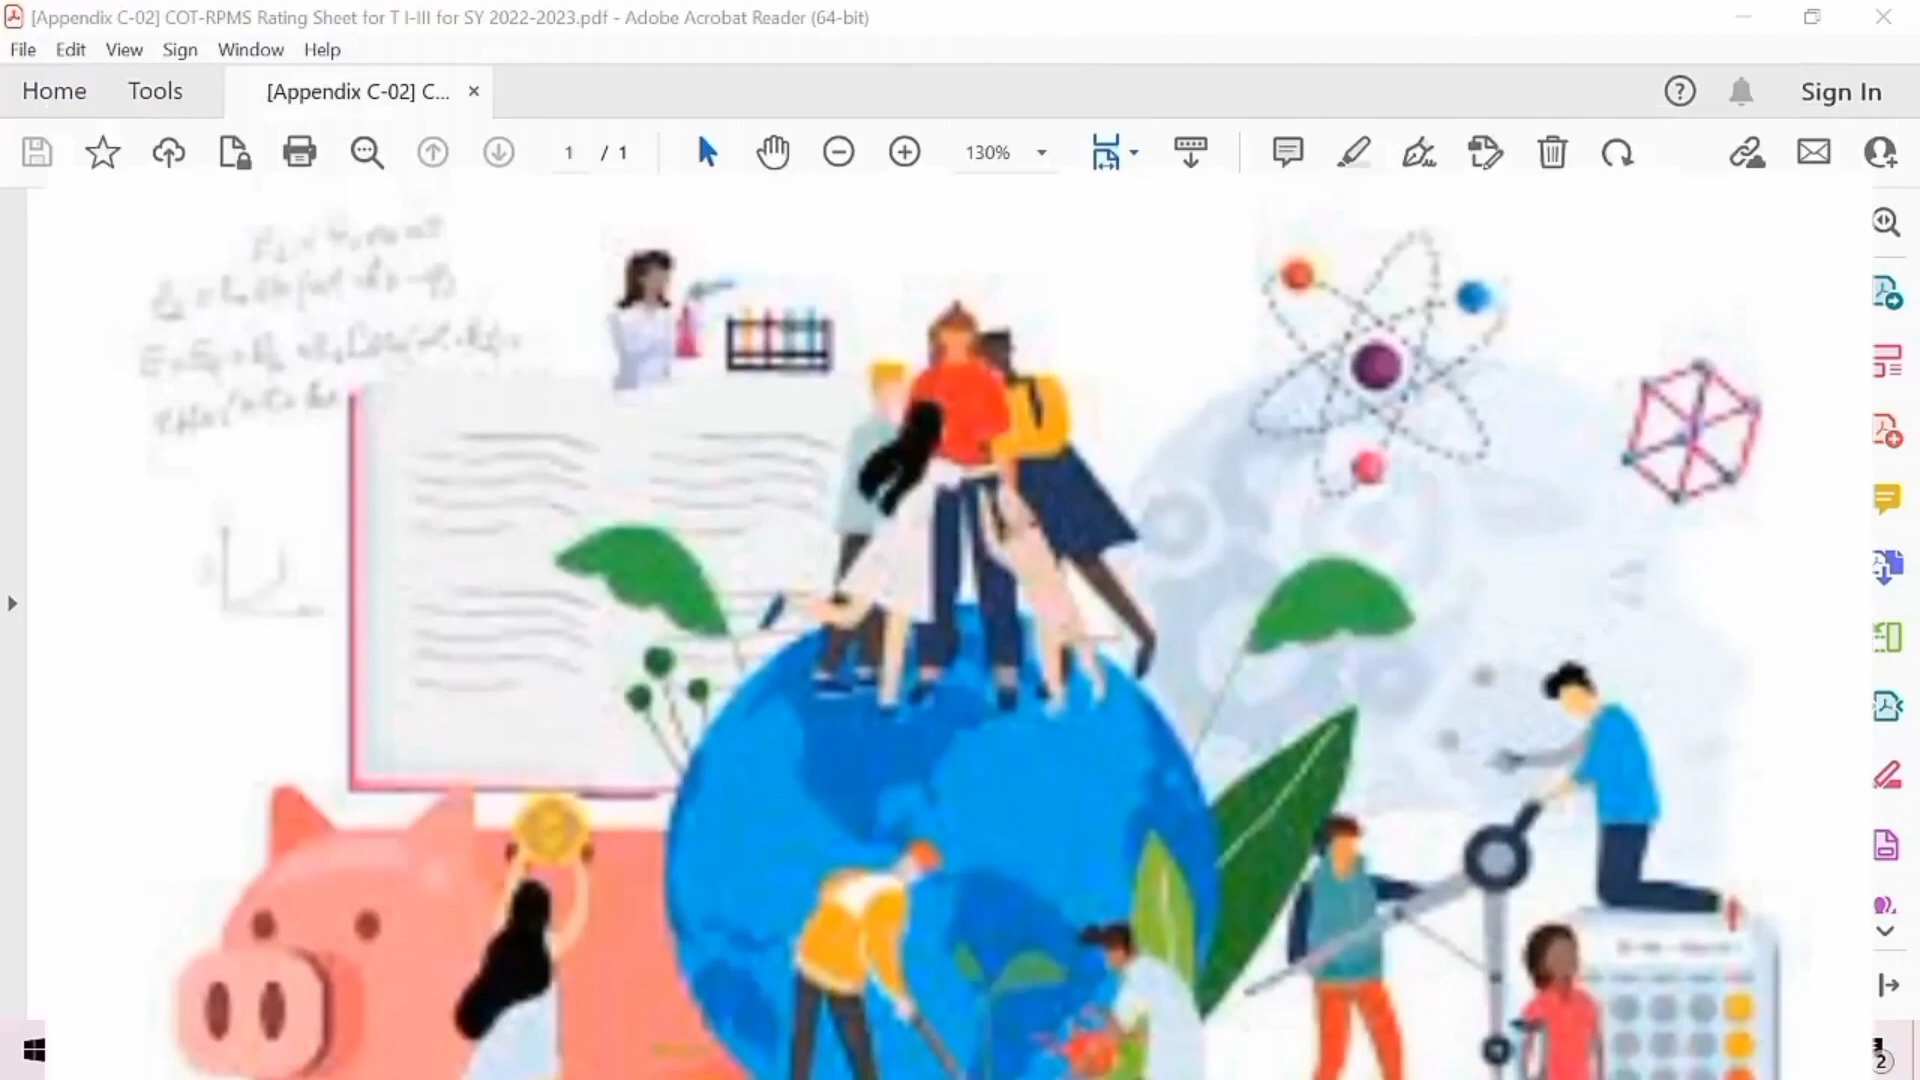 [Appendix C-02] COT-RPMS Rating Sheet for T I-III for SY 2022-2023.pdf - Adobe Acrobat Reader (64-bit)
File Edit View Sign Window Help
Home Tools [Appendix C-02] C... Sign In
1 / 1 130%
2